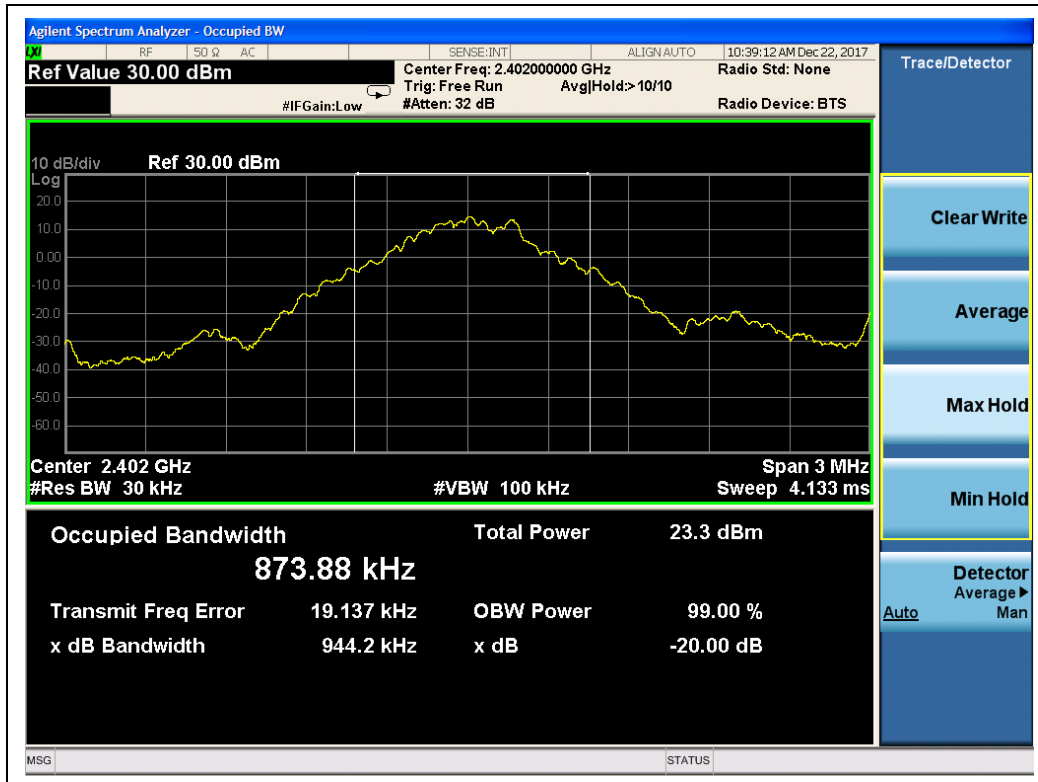 Agilent Spectrum Analyzer - Occupied BW
LXI RF 50 Ω AC SENSE:INT ALIGN AUTO 10:39:12 AM Dec 22, 2017
Ref Value 30.00 dBm
Center Freq: 2.402000000 GHz
Radio Std: None
Trig: Free Run Avg|Hold:> 10/10
#IFGain:Low
#Atten: 32 dB
Radio Device: BTS
10 dB/div Ref 30.00 dBm
Log
20.0
10.0
0.00
-10.0
-20.0
-30.0
-40.0
-50.0
-60.0
Center 2.402 GHz Span 3 MHz
#Res BW 30 kHz #VBW 100 kHz Sweep 4.133 ms
Occupied Bandwidth Total Power 23.3 dBm
873.88 kHz
Transmit Freq Error 19.137 kHz OBW Power 99.00 %
x dB Bandwidth 944.2 kHz x dB -20.00 dB
Trace/Detector
Clear Write
Average
Max Hold
Min Hold
Detector
Average▶
Auto Man
MSG STATUS